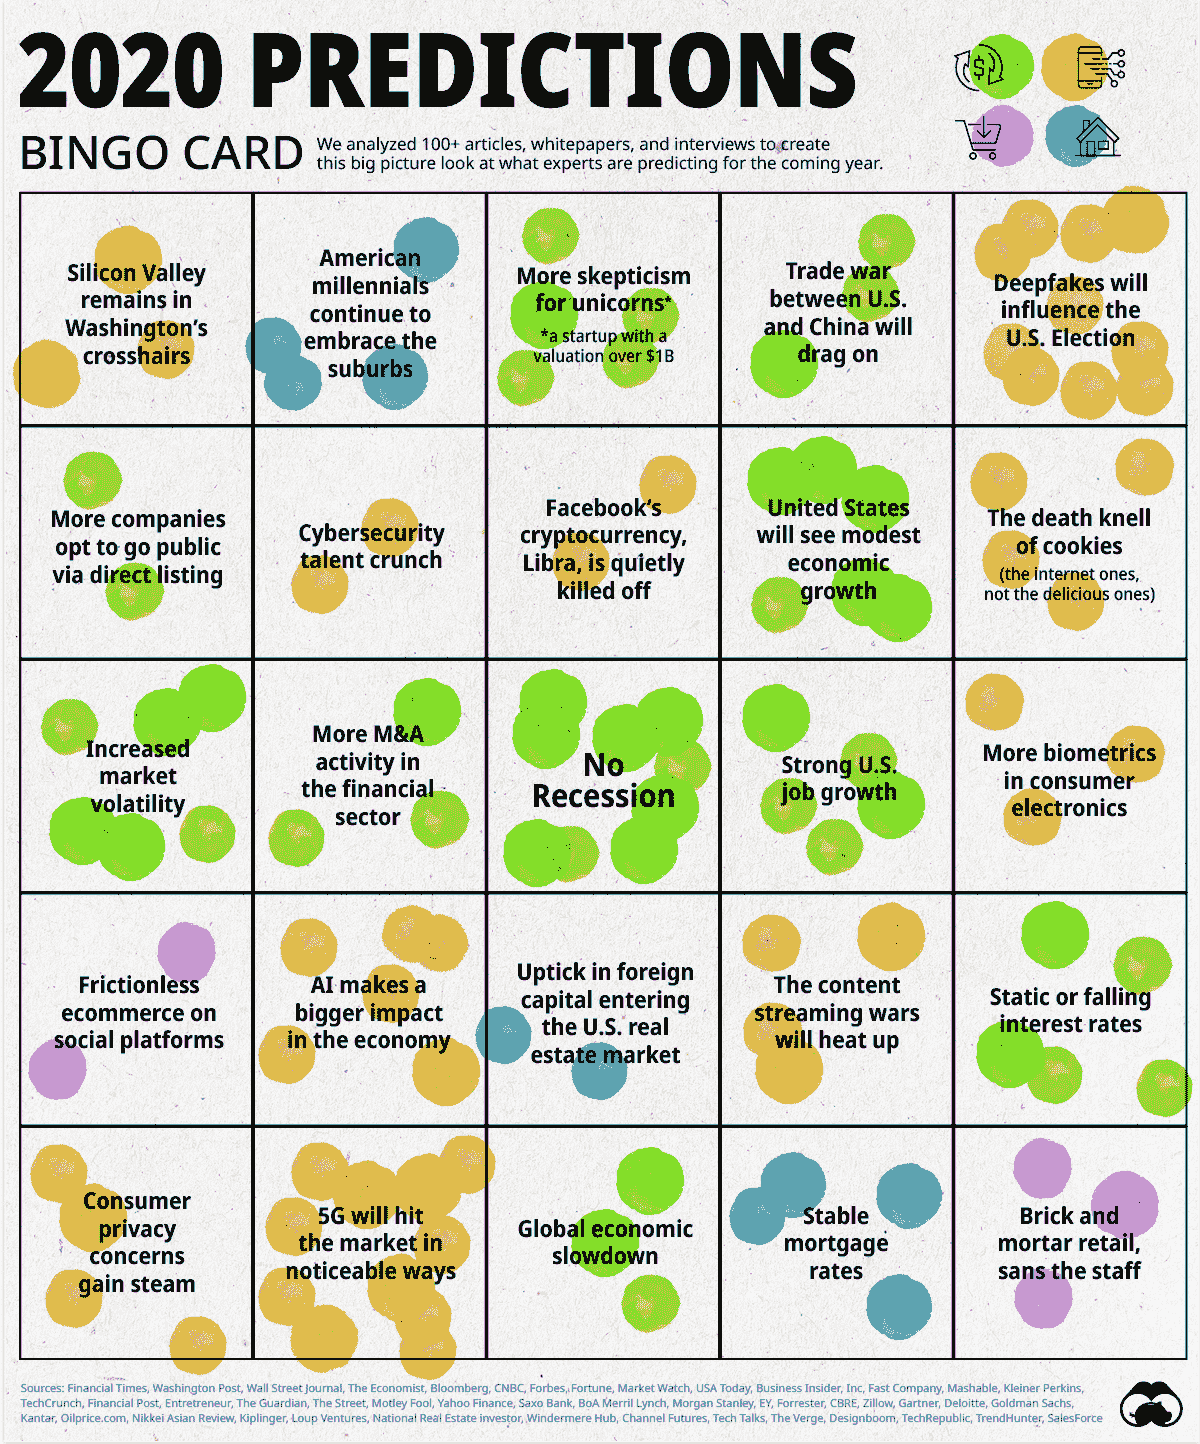 2020 PREDICTIONS
BINGO CARD
We analyzed 100+ articles, whitepapers, and interviews to create
this big picture look at what experts are predicting for the coming year.
Silicon Valley
remains in
Washington's
crosshairs
American
millennials
continue to
embrace the
suburbs
More skepticism
for unicorns*
*a startup with a
valuation over $1B
Trade war
between U.S.
and China will
drag on
Deepfakes will
influence the
U.S. Election
More companies
opt to go public
via direct listing
Cybersecurity
talent crunch
Facebook's
cryptocurrency,
Libra, is quietly
killed off
United States
will see modest
economic
growth
The death knell
of cookies
(the internet ones,
not the delicious ones)
Increased
market
volatility
More M&A
activity in
the financial
sector
No
Recession
Strong U.S.
job growth
More biometrics
in consumer
electronics
Frictionless
ecommerce on
social platforms
AI makes a
bigger impact
in the economy
Uptick in foreign
capital entering
the U.S. real
estate market
The content
streaming wars
will heat up
Static or falling
interest rates
Consumer
privacy
concerns
gain steam
5G will hit
the market in
noticeable ways
Global economic
slowdown
Stable
mortgage
rates
Brick and
mortar retail,
sans the staff
Sources: Financial Times, Washington Post, Wall Street Journal, The Economist, Bloomberg, CNBC, Forbes, Fortune, Market Watch, USA Today, Business Insider, Inc, Fast Company, Mashable, Kleiner Perkins,
TechCrunch, Financial Post, Entretreneur, The Guardian, The Street, Motley Fool, Yahoo Finance, Saxo Bank, BoA Merril Lynch, Morgan Stanley, EY, Forrester, CBRE, Zillow, Gartner, Deloitte, Goldman Sachs,
Kantar, Oilprice.com, Nikkei Asian Review, Kiplinger, Loup Ventures, National Real Estate investor, Windermere Hub, Channel Futures, Tech Talks, The Verge, Designboom, TechRepublic, TrendHunter, SalesForce